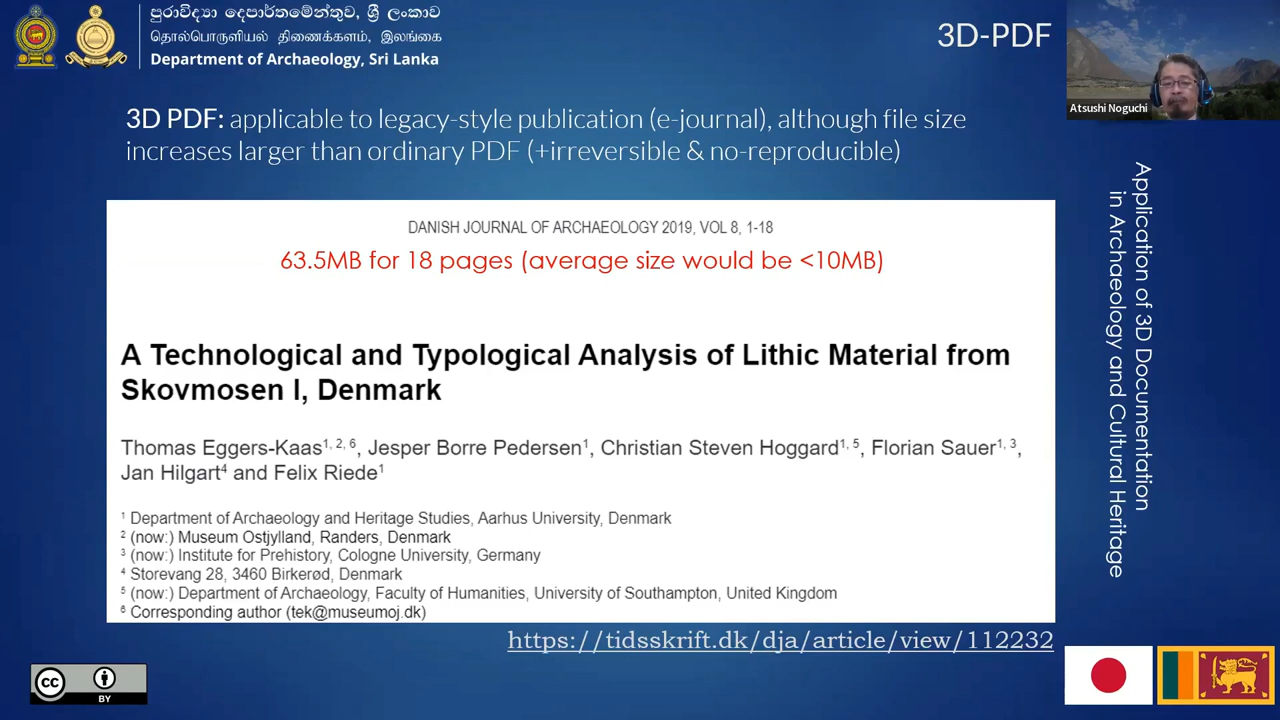 පුරාවිද්‍යා දෙපාර්තමේන්තුව, ශ්‍රී ලංකාව
தொல்பொருளியல் திணைக்களம், இலங்கை
Department of Archaeology, Sri Lanka
3D-PDF
Atsushi Noguchi
3D PDF: applicable to legacy-style publication (e-journal), although file size
increases larger than ordinary PDF (+irreversible & no-reproducible)
DANISH JOURNAL OF ARCHAEOLOGY 2019, VOL 8, 1-18
63.5MB for 18 pages (average size would be <10MB)
A Technological and Typological Analysis of Lithic Material from
Skovmosen I, Denmark
Thomas Eggers-Kaas¹, ², ⁶, Jesper Borre Pedersen¹, Christian Steven Hoggard¹, ⁵, Florian Sauer¹, ³,
Jan Hilgart⁴ and Felix Riede¹
¹ Department of Archaeology and Heritage Studies, Aarhus University, Denmark
² (now:) Museum Ostjylland, Randers, Denmark
³ (now:) Institute for Prehistory, Cologne University, Germany
⁴ Storevang 28, 3460 Birkerød, Denmark
⁵ (now:) Department of Archaeology, Faculty of Humanities, University of Southampton, United Kingdom
⁶ Corresponding author (tek@museumoj.dk)
https://tidsskrift.dk/dja/article/view/112232
Application of 3D Documentation
in Archaeology and Cultural Heritage
cc
BY